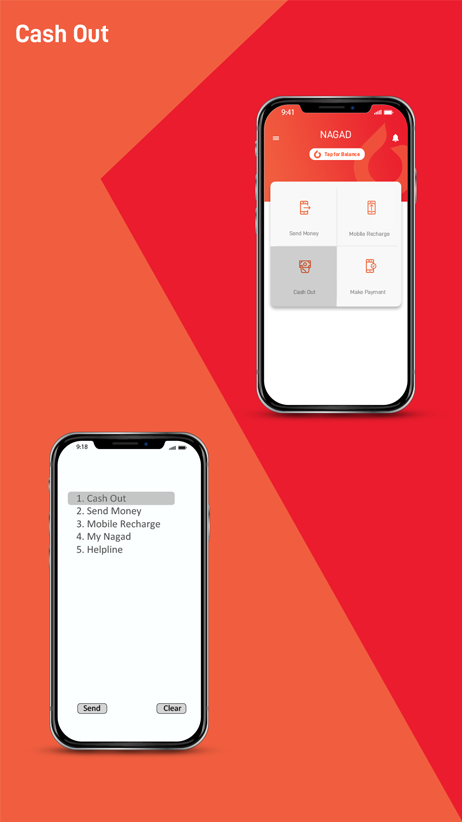 Cash Out
9:41
NAGAD
Tap for Balance
Send Money
Mobile Recharge
Cash Out
Make Payment
9:18
1. Cash Out
2. Send Money
3. Mobile Recharge
4. My Nagad
5. Helpline
Send
Clear